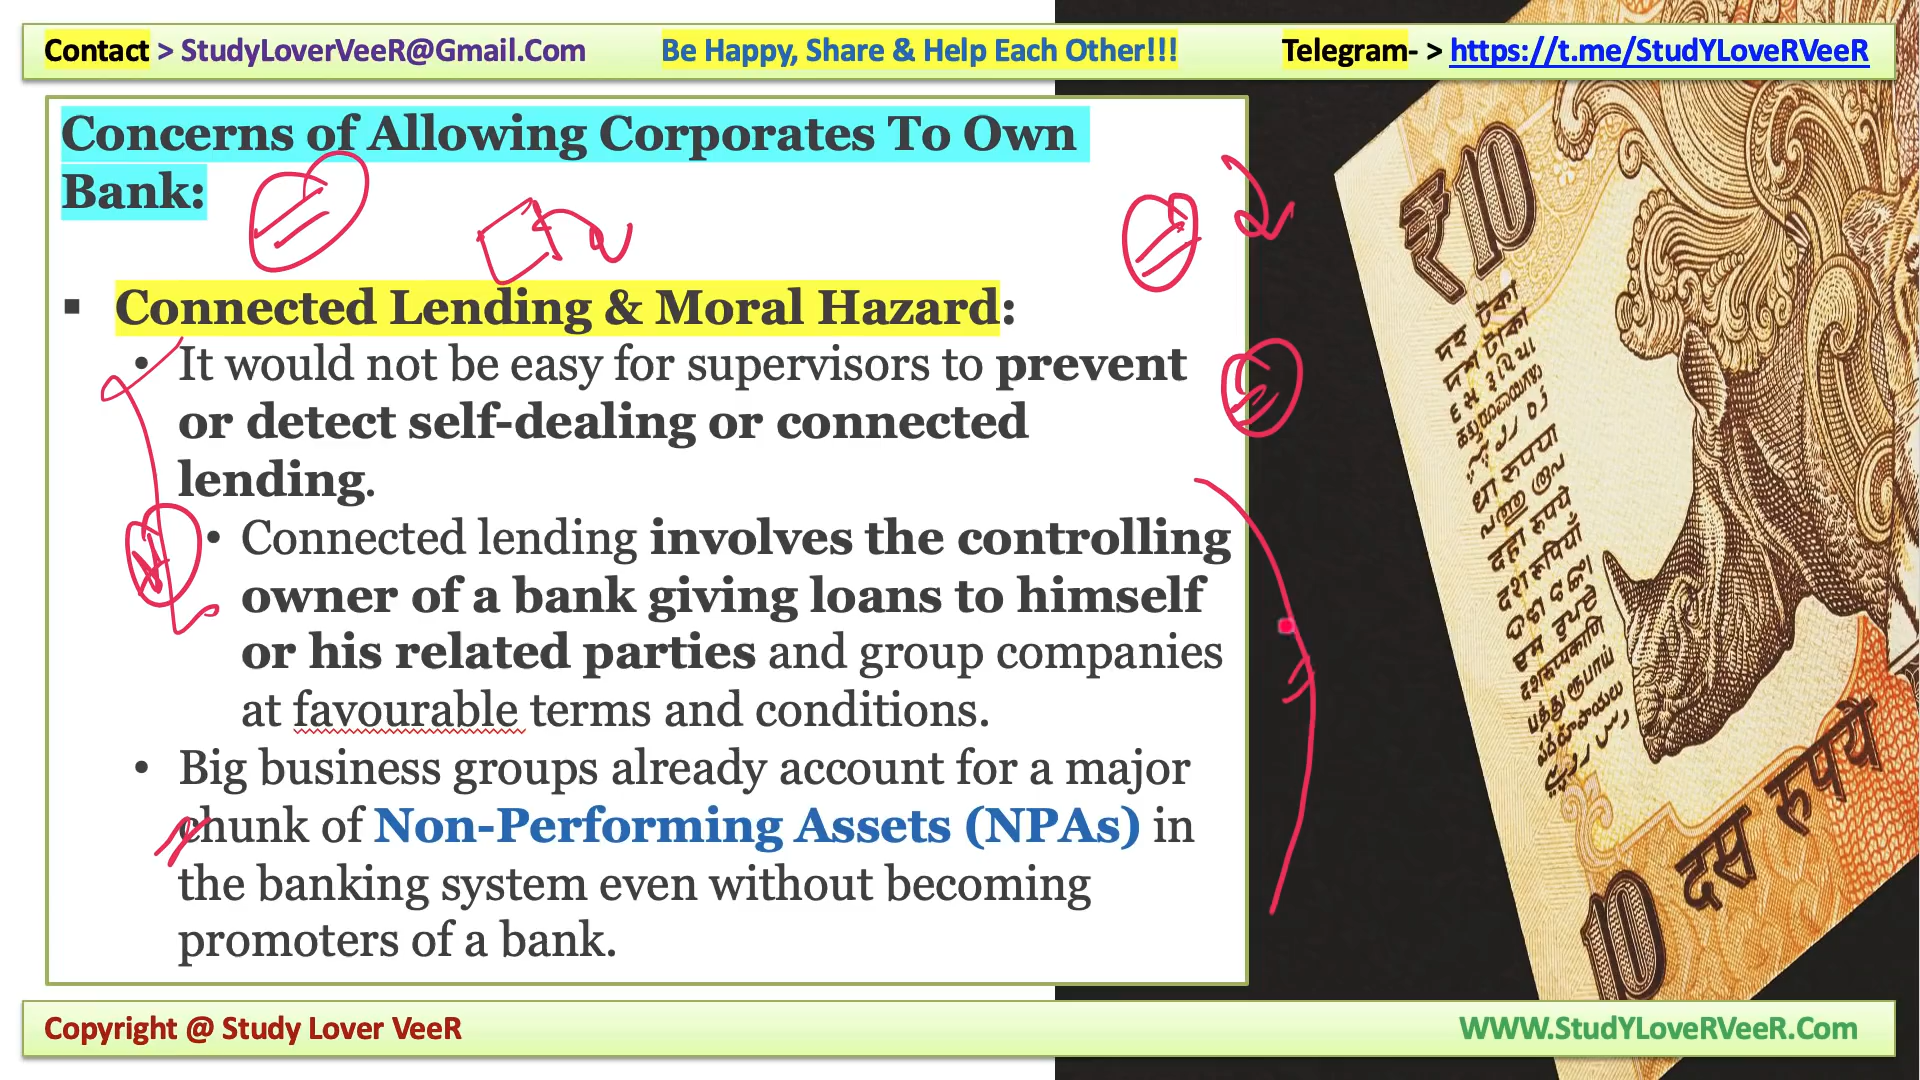 Contact > StudyLoverVeeR@Gmail.Com Be Happy, Share & Help Each Other!!! Telegram- > https://t.me/StudYLoveRVeeR
Concerns of Allowing Corporates To Own
Bank:
▪ Connected Lending & Moral Hazard:
• It would not be easy for supervisors to prevent
or detect self-dealing or connected
lending.
• Connected lending involves the controlling
owner of a bank giving loans to himself
or his related parties and group companies
at favourable terms and conditions.
• Big business groups already account for a major
chunk of Non-Performing Assets (NPAs) in
the banking system even without becoming
promoters of a bank.
₹10
10 दस रुपये
Copyright @ Study Lover VeeR WWW.StudYLoveRVeeR.Com